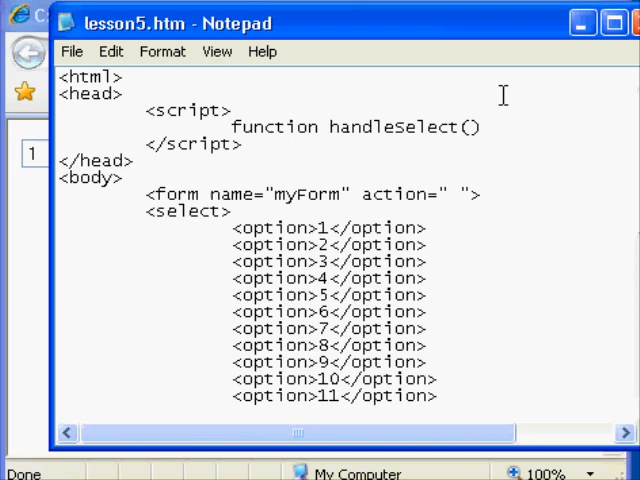 lesson5.htm - Notepad
File Edit Format View Help
<html>
<head>
<script>
function handleSelect()
</script>
</head>
<body>
<form name="myForm" action=" ">
<select>
<option>1</option>
<option>2</option>
<option>3</option>
<option>4</option>
<option>5</option>
<option>6</option>
<option>7</option>
<option>8</option>
<option>9</option>
<option>10</option>
<option>11</option>
1
Done My Computer 100%